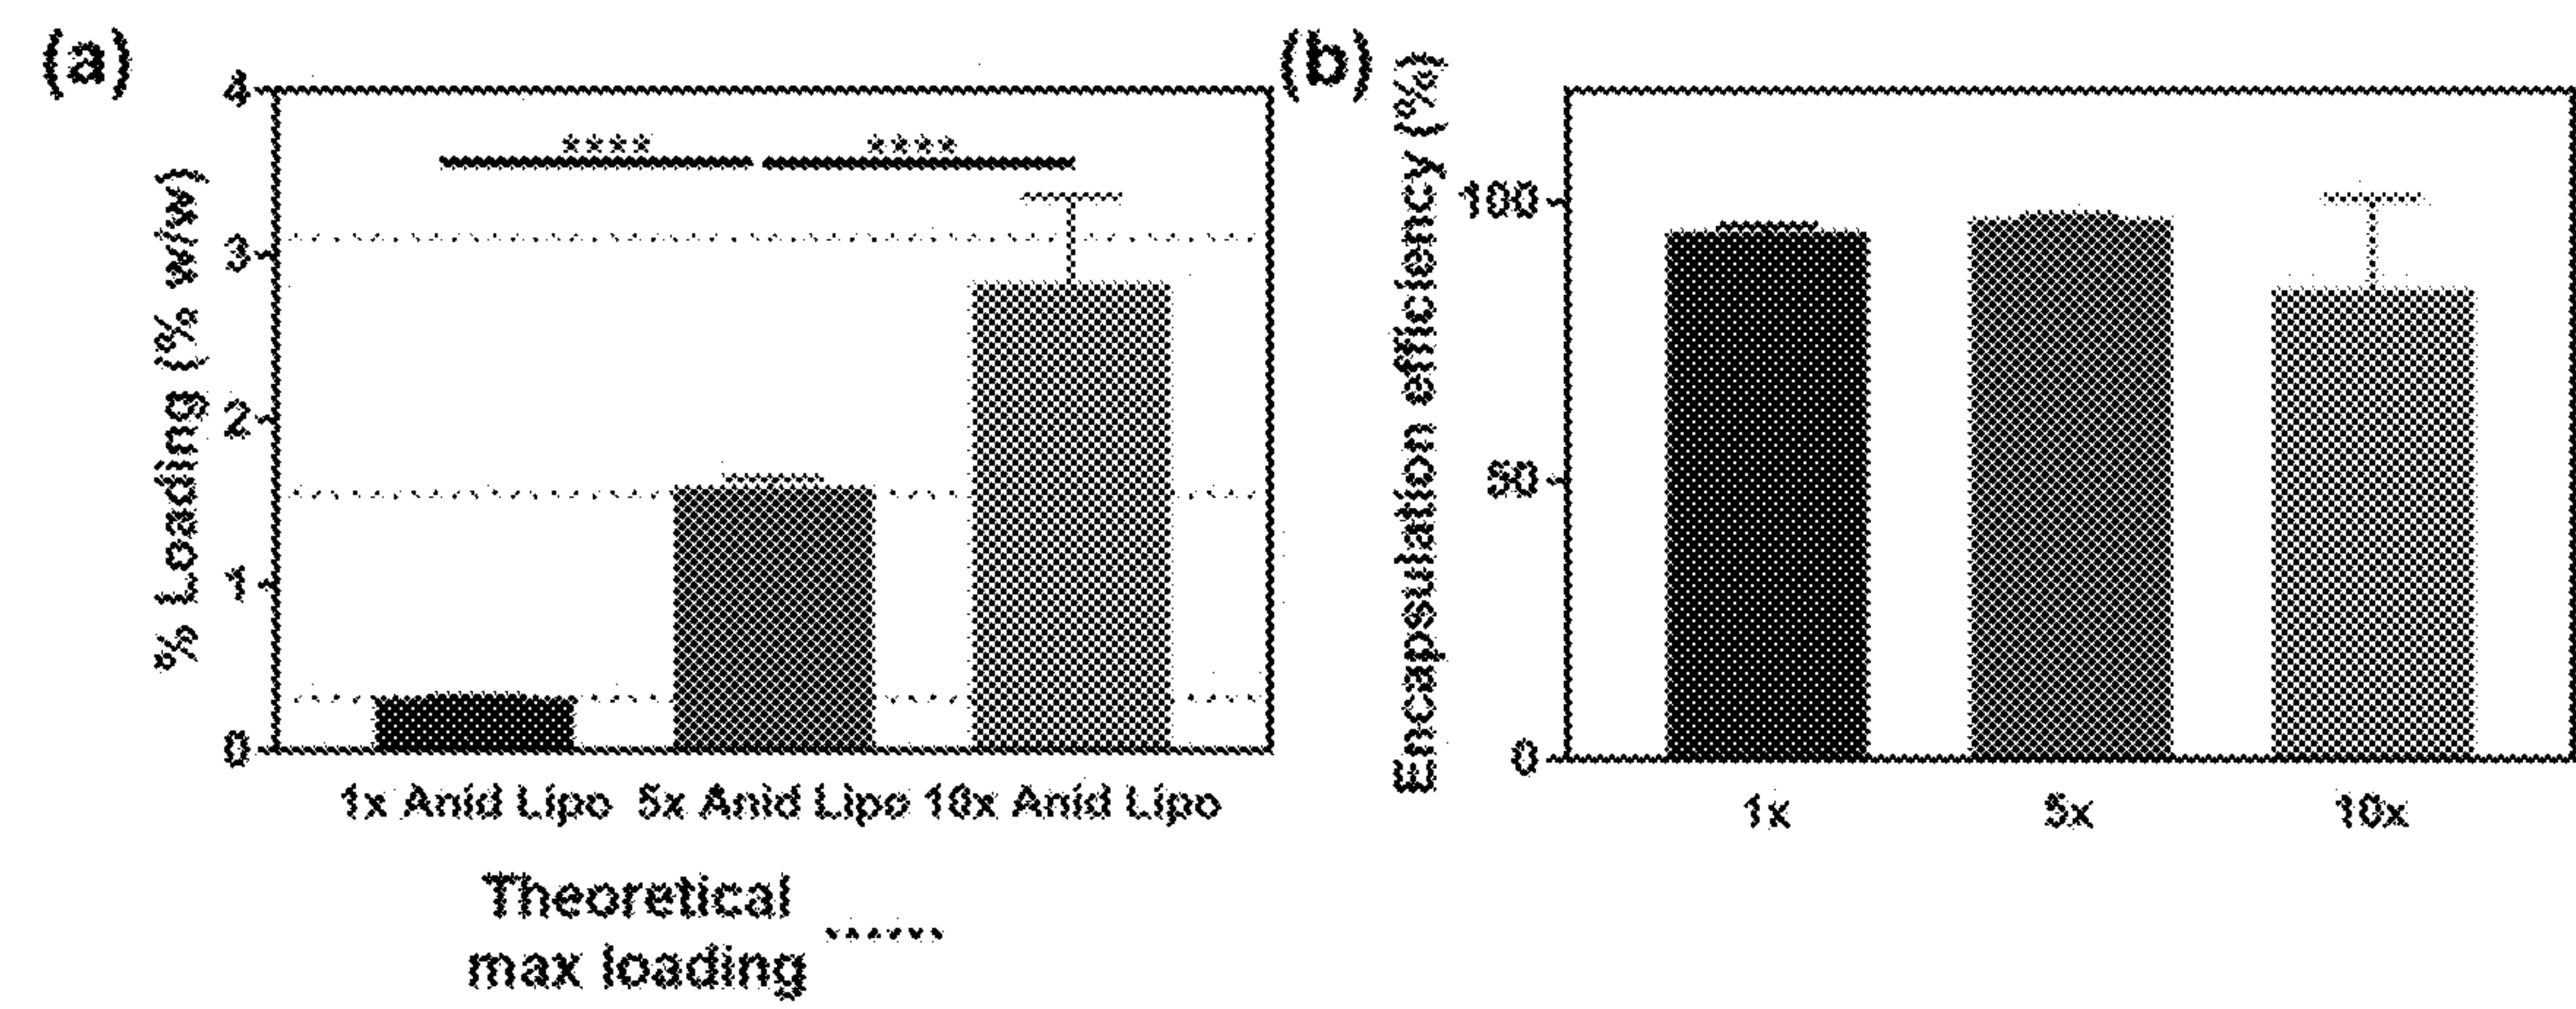 (a)
% Loading (% w/w)
4
3
2
1
0
****
****
1x Anid Lipo 5x Anid Lipo 10x Anid Lipo
Theoretical
max loading
(b)
Encapsulation efficiency (%)
100
50
0
1x 5x 10x